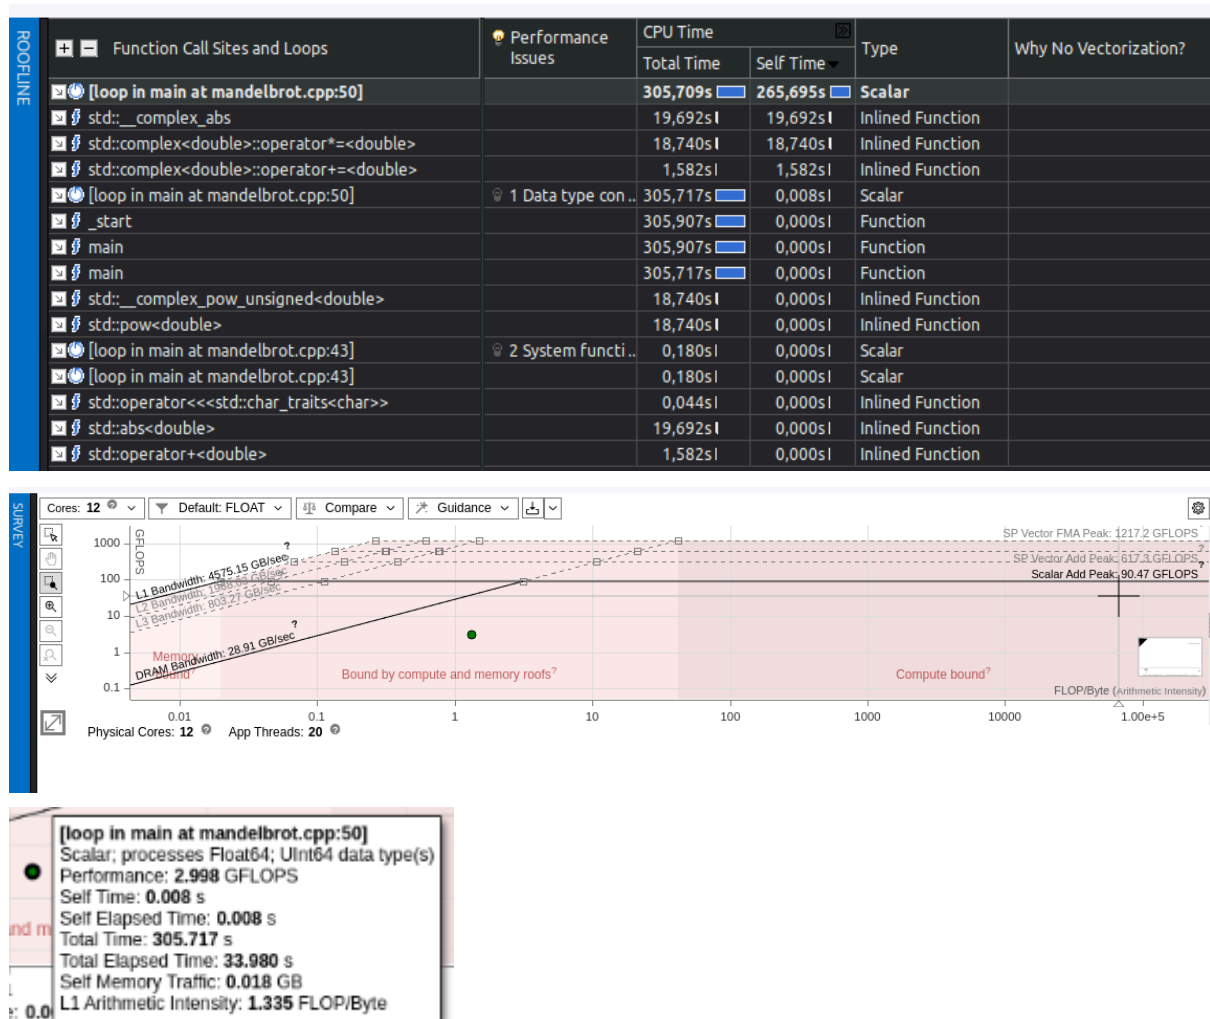 ROOFLINE
Function Call Sites and Loops
Performance Issues
CPU Time
Total Time
Self Time
Type
Why No Vectorization?
[loop in main at mandelbrot.cpp:50] 305,709s 265,695s Scalar
std::__complex_abs 19,692s 19,692s Inlined Function
std::complex<double>::operator*=<double> 18,740s 18,740s Inlined Function
std::complex<double>::operator+=<double> 1,582s 1,582s Inlined Function
[loop in main at mandelbrot.cpp:50] 1 Data type con .. 305,717s 0,008s Scalar
_start 305,907s 0,000s Function
main 305,907s 0,000s Function
main 305,717s 0,000s Function
std::__complex_pow_unsigned<double> 18,740s 0,000s Inlined Function
std::pow<double> 18,740s 0,000s Inlined Function
[loop in main at mandelbrot.cpp:43] 2 System functi .. 0,180s 0,000s Scalar
[loop in main at mandelbrot.cpp:43] 0,180s 0,000s Scalar
std::operator<<<std::char_traits<char>> 0,044s 0,000s Inlined Function
std::abs<double> 19,692s 0,000s Inlined Function
std::operator+<double> 1,582s 0,000s Inlined Function
SURVEY
Cores: 12 Default: FLOAT Compare Guidance
GFLOPS
1000
100
10
1
0.1
SP Vector FMA Peak: 1217.2 GFLOPS
SP Vector Add Peak: 617.3 GFLOPS
Scalar Add Peak: 90.47 GFLOPS
L1 Bandwidth: 4575.15 GB/sec
L2 Bandwidth: GB/sec
L3 Bandwidth: 803.27 GB/sec
DRAM Bandwidth: 28.91 GB/sec
Memory bound?
Bound by compute and memory roofs?
Compute bound?
FLOP/Byte (Arithmetic Intensity)
0.01 0.1 1 10 100 1000 10000 1.00e+5
Physical Cores: 12 App Threads: 20
[loop in main at mandelbrot.cpp:50]
Scalar; processes Float64; UInt64 data type(s)
Performance: 2.998 GFLOPS
Self Time: 0.008 s
Self Elapsed Time: 0.008 s
Total Time: 305.717 s
Total Elapsed Time: 33.980 s
Self Memory Traffic: 0.018 GB
L1 Arithmetic Intensity: 1.335 FLOP/Byte